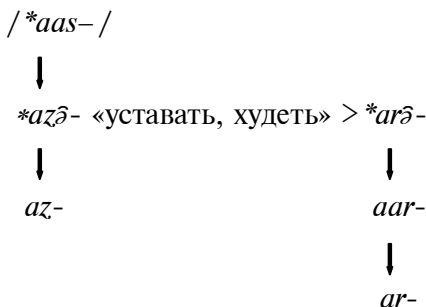 /*aas–/
*azə̑- «уставать, худеть» > *arə̑-
az- aar-
ar-